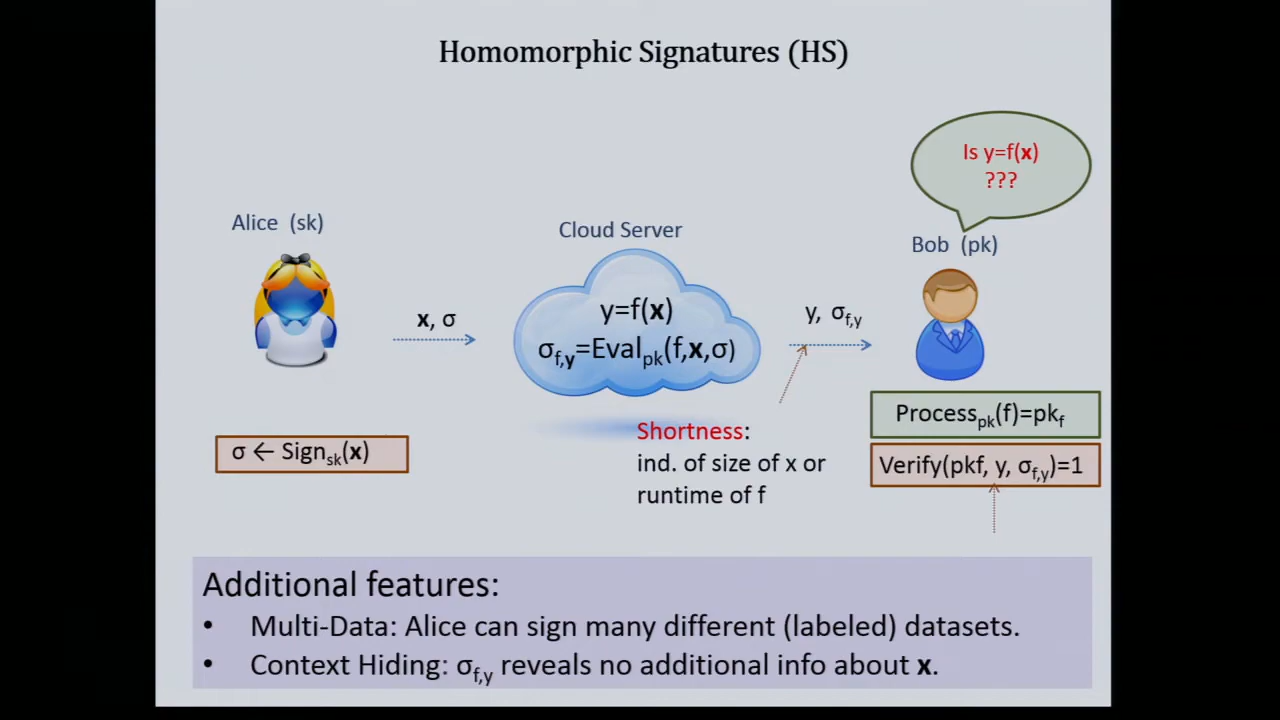 Homomorphic Signatures (HS)
Is y=f(x)
???
Alice (sk)
Cloud Server
Bob (pk)
x, σ
y=f(x)
σf,y=Evalpk(f,x,σ)
y, σf,y
σ ← Signsk(x)
Shortness:
ind. of size of x or
runtime of f
Processpk(f)=pkf
Verify(pkf, y, σf,y)=1
Additional features:
• Multi-Data: Alice can sign many different (labeled) datasets.
• Context Hiding: σf,y reveals no additional info about x.